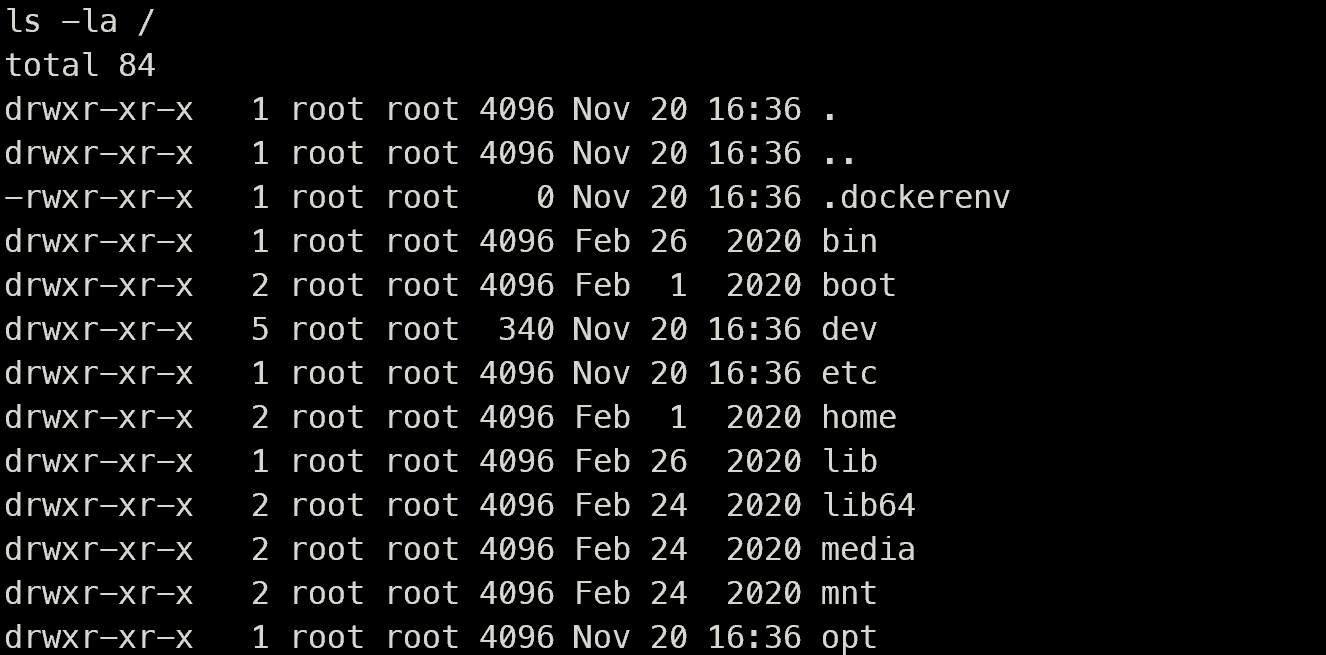 ls -la /
total 84
drwxr-xr-x   1 root root 4096 Nov 20 16:36 .
drwxr-xr-x   1 root root 4096 Nov 20 16:36 ..
-rwxr-xr-x   1 root root    0 Nov 20 16:36 .dockerenv
drwxr-xr-x   1 root root 4096 Feb 26  2020 bin
drwxr-xr-x   2 root root 4096 Feb  1  2020 boot
drwxr-xr-x   5 root root  340 Nov 20 16:36 dev
drwxr-xr-x   1 root root 4096 Nov 20 16:36 etc
drwxr-xr-x   2 root root 4096 Feb  1  2020 home
drwxr-xr-x   1 root root 4096 Feb 26  2020 lib
drwxr-xr-x   2 root root 4096 Feb 24  2020 lib64
drwxr-xr-x   2 root root 4096 Feb 24  2020 media
drwxr-xr-x   2 root root 4096 Feb 24  2020 mnt
drwxr-xr-x   1 root root 4096 Nov 20 16:36 opt